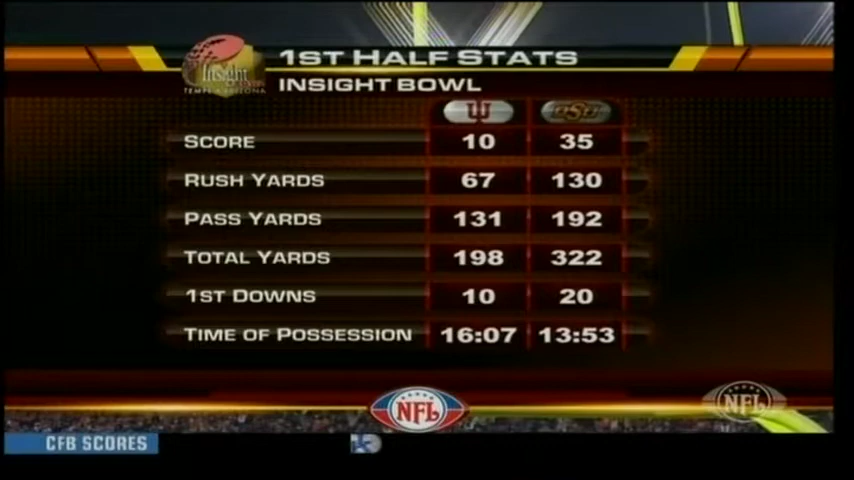 1ST HALF STATS
Insight
TEMPE ARIZONA
INSIGHT BOWL
IU OSU
SCORE 10 35
RUSH YARDS 67 130
PASS YARDS 131 192
TOTAL YARDS 198 322
1ST DOWNS 10 20
TIME OF POSSESSION 16:07 13:53
NFL
NFL
CFB SCORES